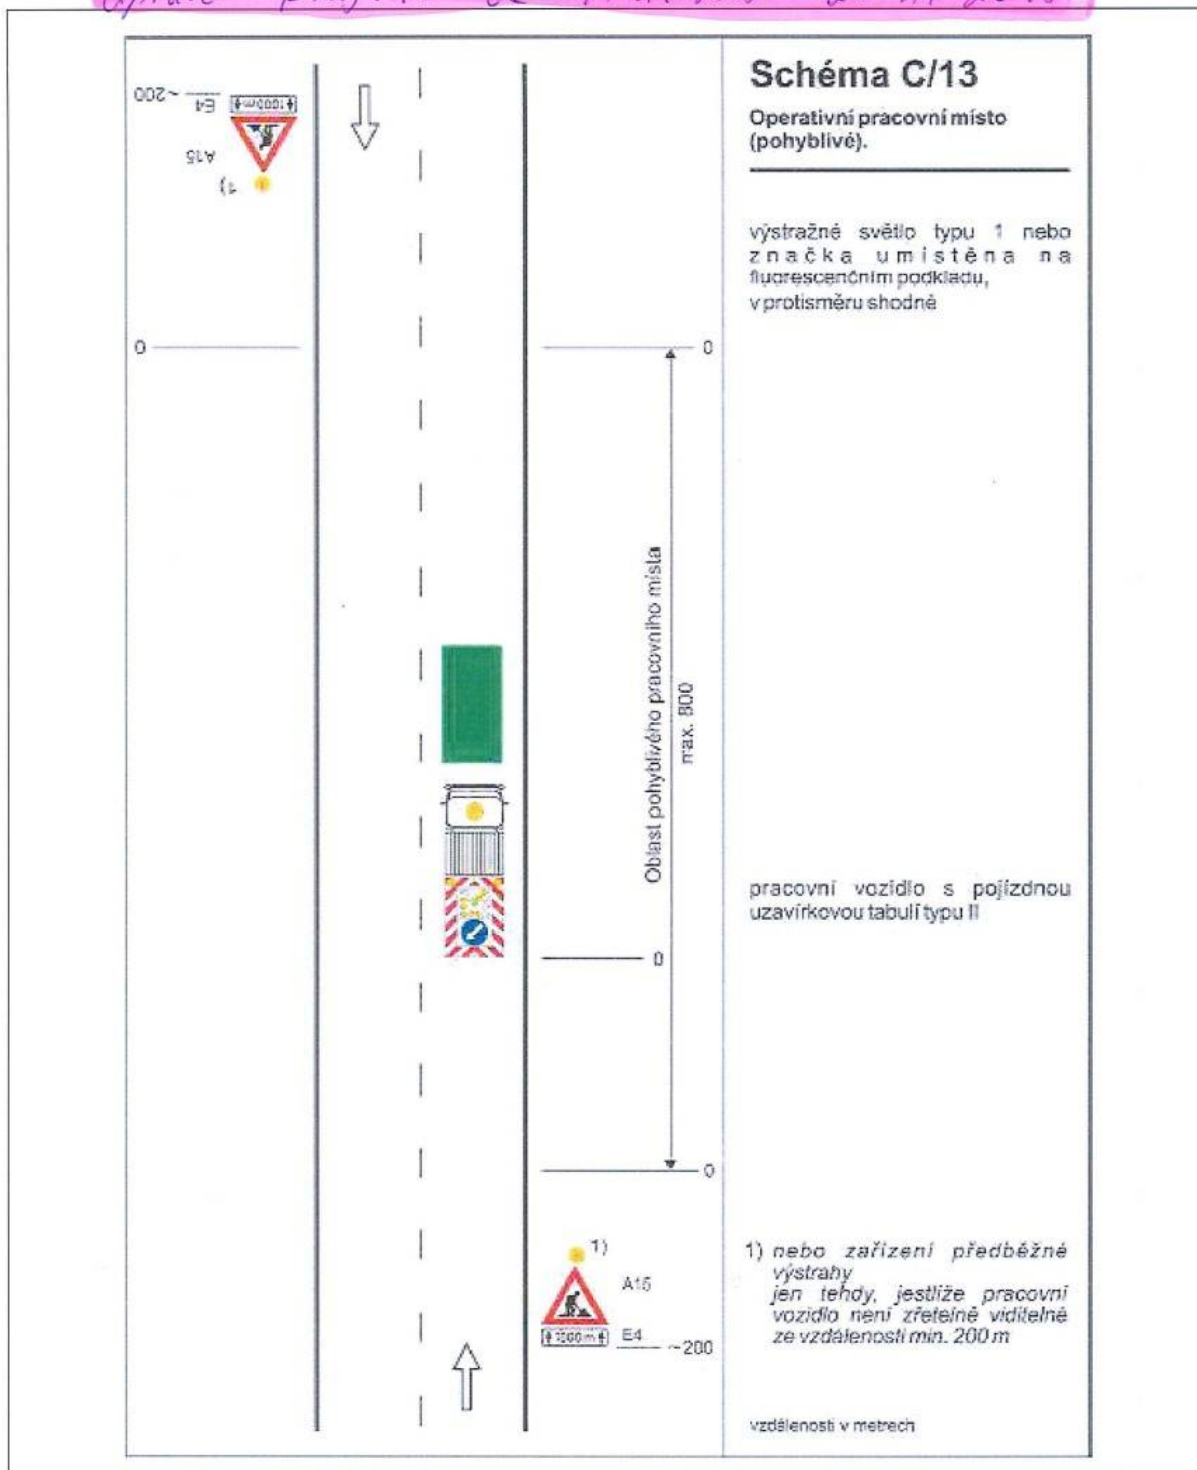 Schéma C/13
Operativní pracovní místo
(pohyblivé).
výstražné světlo typu 1 nebo
značka umístěna na
fluorescenčním podkladu,
v protisměru shodně
~200
E4
1000 m
A15
1)
0
0
Oblast pohyblivého pracovního místa
max. 800
pracovní vozidlo s pojízdnou
uzavírkovou tabulí typu II
0
0
1)
A15
1000 m
E4
~200
1) nebo zařízení předběžné
výstrahy
jen tehdy, jestliže pracovní
vozidlo není zřetelně viditelné
ze vzdálenosti min. 200 m
vzdálenosti v metrech